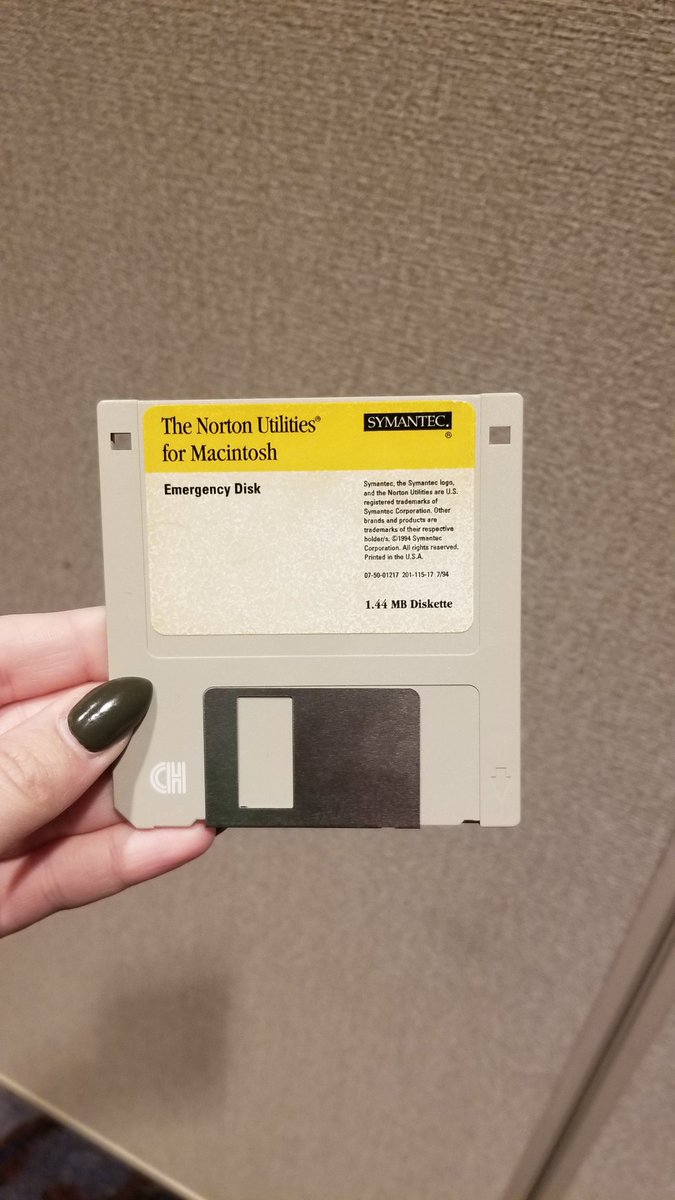 The Norton Utilities®
for Macintosh
SYMANTEC.®
Emergency Disk
Symantec, the Symantec logo,
and the Norton Utilities are U.S.
registered trademarks of
Symantec Corporation. Other
brands and products are
trademarks of their respective
holder/s. ©1994 Symantec
Corporation. All rights reserved.
Printed in the U.S.A.
07-50-01217 201-115-17 7/94
1.44 MB Diskette
CH